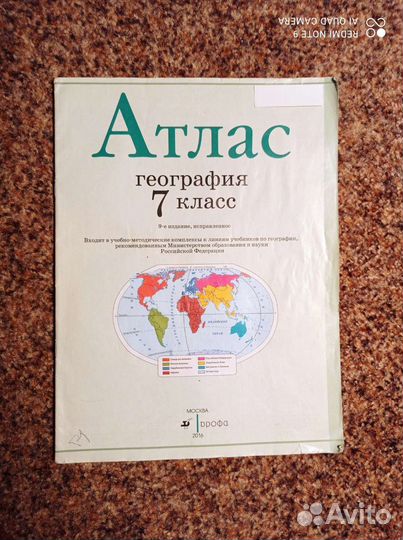 REDMI NOTE 9
AI QUAD CAMERA
Атлас
география
7 класс
9-е издание, исправленное
Входит в учебно-методические комплексы к линиям учебников по географии,
рекомендованным Министерством образования и науки
Российской Федерации
МОСКВА
дрофа
2016
Avito